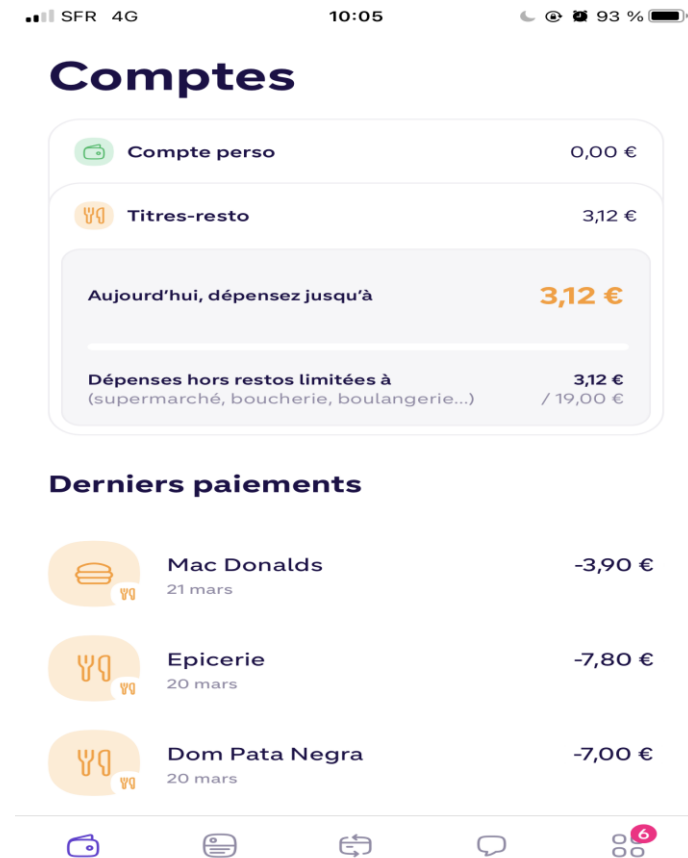 SFR 4G 10:05 93 %
Comptes
Compte perso 0,00 €
Titres-resto 3,12 €
Aujourd'hui, dépensez jusqu'à 3,12 €
Dépenses hors restos limitées à 3,12 €
(supermarché, boucherie, boulangerie...) / 19,00 €
Derniers paiements
Mac Donalds -3,90 €
21 mars
Epicerie -7,80 €
20 mars
Dom Pata Negra -7,00 €
20 mars
6